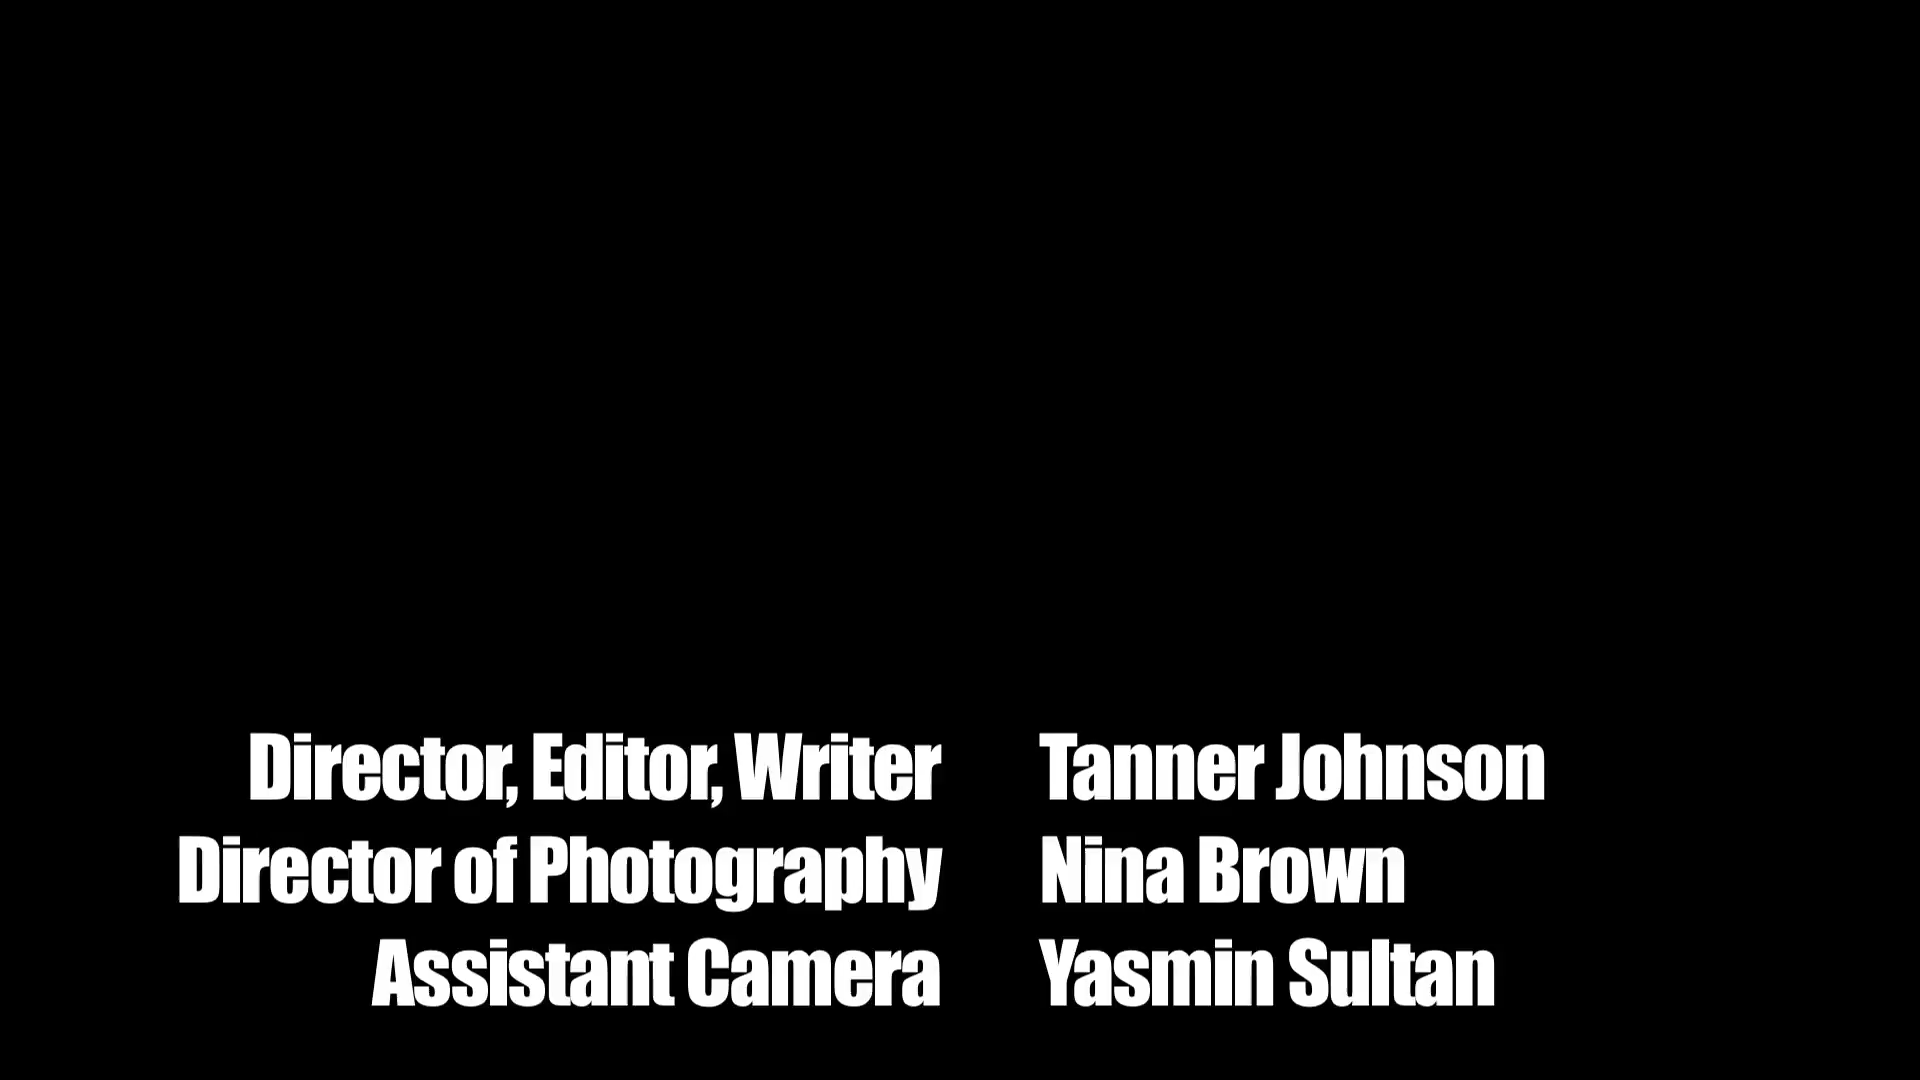 Director, Editor, Writer Tanner Johnson
Director of Photography Nina Brown
Assistant Camera Yasmin Sultan